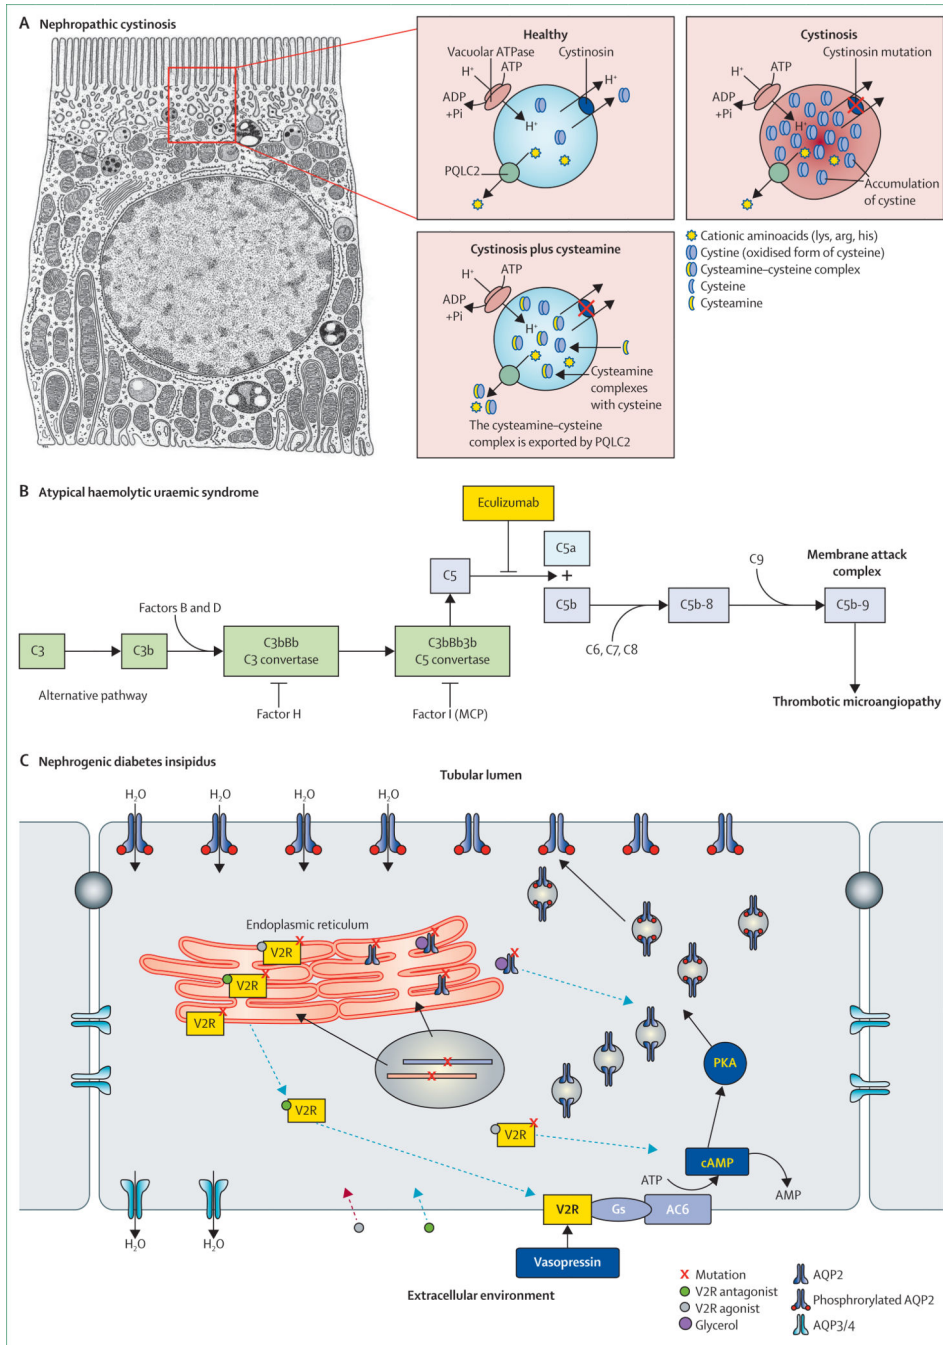 A Nephropathic cystinosis
Healthy
Vacuolar ATPase
Cystinosin
H⁺
ATP
H⁺
ADP
+Pi
H⁺
PQLC2
Cystinosis
Cystinosin mutation
H⁺
ATP
ADP
+Pi
H⁺
Accumulation
of cystine
Cystinosis plus cysteamine
H⁺
ATP
ADP
+Pi
H⁺
Cysteamine
complexes
with cysteine
The cysteamine–cysteine
complex is exported by PQLC2
Cationic aminoacids (lys, arg, his)
Cystine (oxidised form of cysteine)
Cysteamine–cysteine complex
Cysteine
Cysteamine
B Atypical haemolytic uraemic syndrome
Eculizumab
C5a
C5
+
C5b
C9
Membrane attack
complex
C5b-8
C5b-9
C6, C7, C8
Factors B and D
C3
C3b
C3bBb
C3 convertase
C3bBb3b
C5 convertase
Alternative pathway
Factor H
Factor I (MCP)
Thrombotic microangiopathy
C Nephrogenic diabetes insipidus
Tubular lumen
H₂O
H₂O
H₂O
H₂O
Endoplasmic reticulum
V2R
V2R
V2R
V2R
V2R
PKA
cAMP
ATP
AMP
V2R
Gs
AC6
Vasopressin
H₂O
H₂O
Extracellular environment
X Mutation
V2R antagonist
V2R agonist
Glycerol
AQP2
Phosphrorylated AQP2
AQP3/4